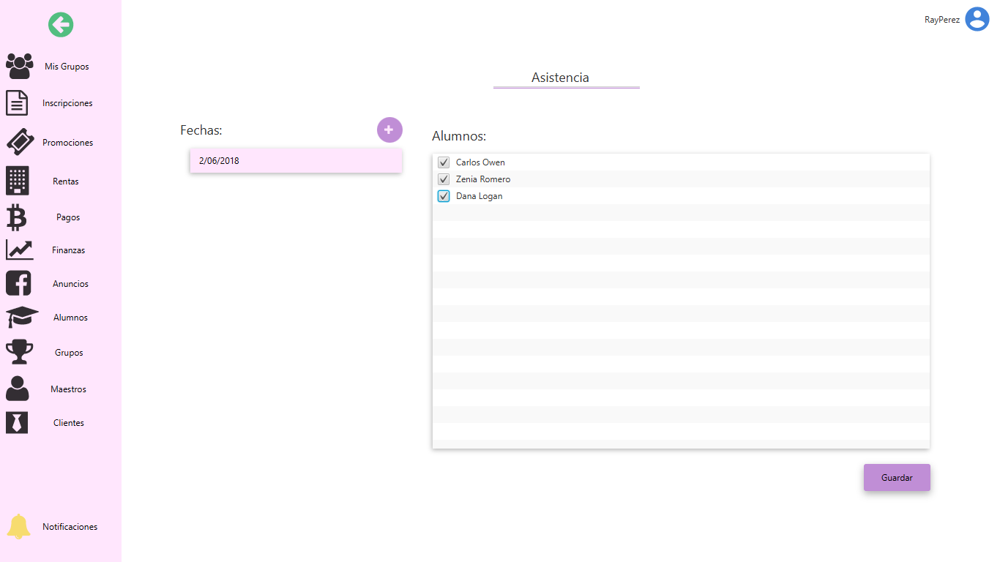 RayPerez
Mis Grupos
Inscripciones
Promociones
Rentas
Pagos
Finanzas
Anuncios
Alumnos
Grupos
Maestros
Clientes
Notificaciones
Asistencia
Fechas:
2/06/2018
Alumnos:
Carlos Owen
Zenia Romero
Dana Logan
Guardar